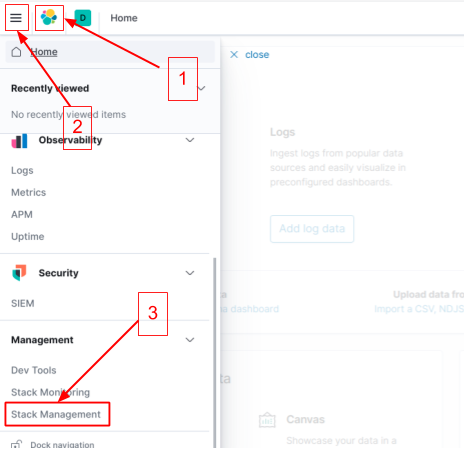 D Home
1
Home
close
Recently viewed
No recently viewed items
2
Observability
Logs
Metrics
APM
Uptime
Security
SIEM
3
Management
Dev Tools
Stack Monitoring
Stack Management
Dock navigation
Logs
Ingest logs from popular data
sources and easily visualize in
preconfigured dashboards.
Add log data
Upload data fro
a dashboard
import a CSV, NDJS
ta
Canvas
Showcase your data in a